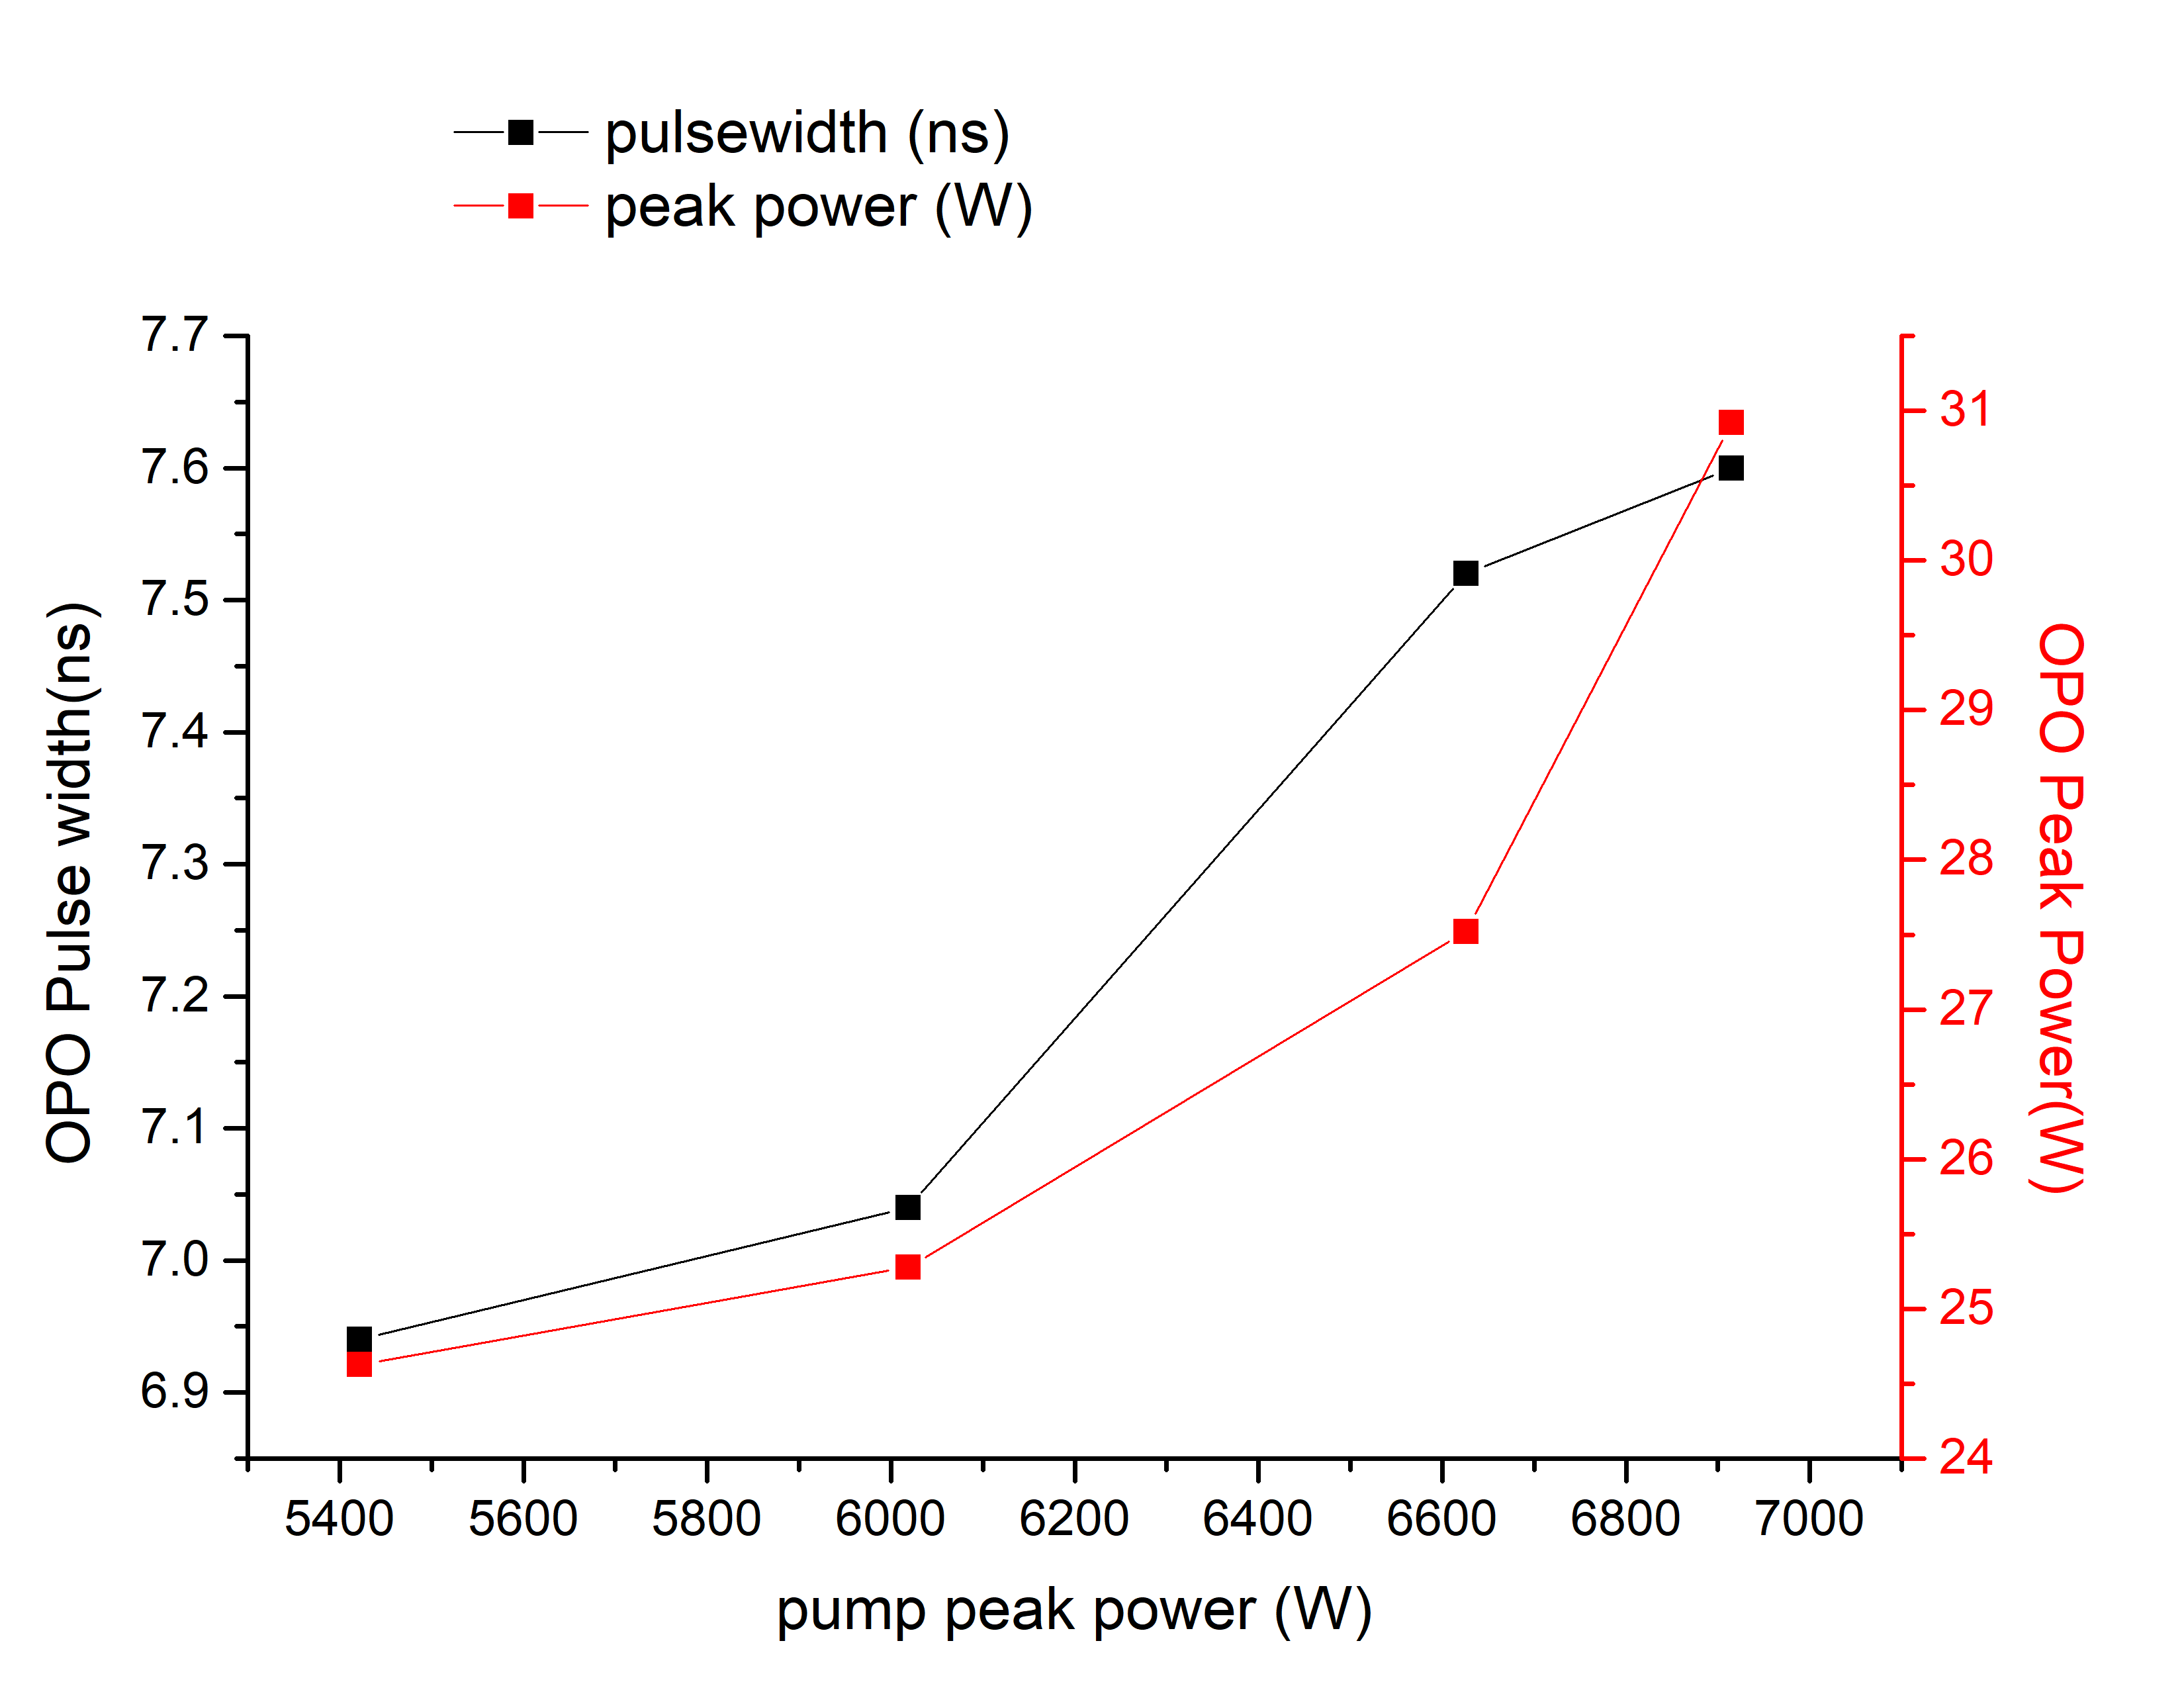 pulsewidth (ns)
peak power (W)
7.7
7.6
7.5
7.4
7.3
7.2
7.1
7.0
6.9
OPO Pulse width(ns)
31
30
29
28
27
26
25
24
OPO Peak Power(W)
5400 5600 5800 6000 6200 6400 6600 6800 7000
pump peak power (W)